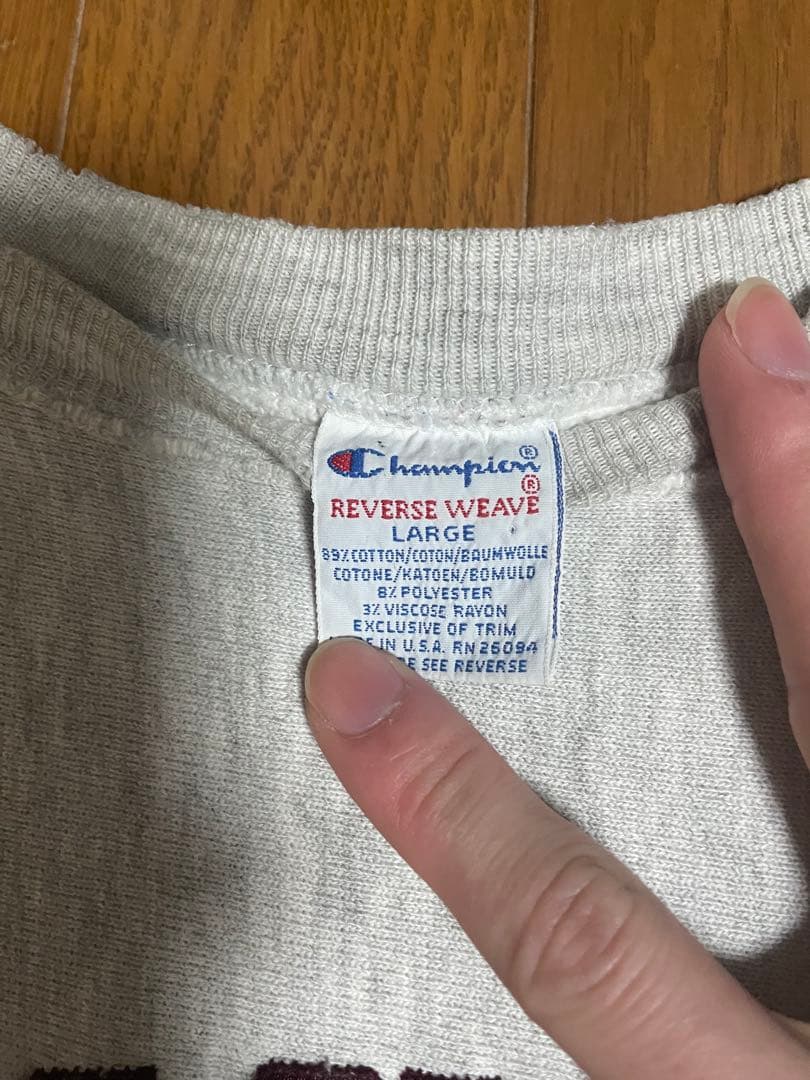 Champion®
REVERSE WEAVE®
LARGE
89%COTTON/COTON/BAUMWOLLE
COTONE/KATOEN/BOMULD
8% POLYESTER
3% VISCOSE RAYON
EXCLUSIVE OF TRIM
IN U.S.A. RN26094
SEE REVERSE